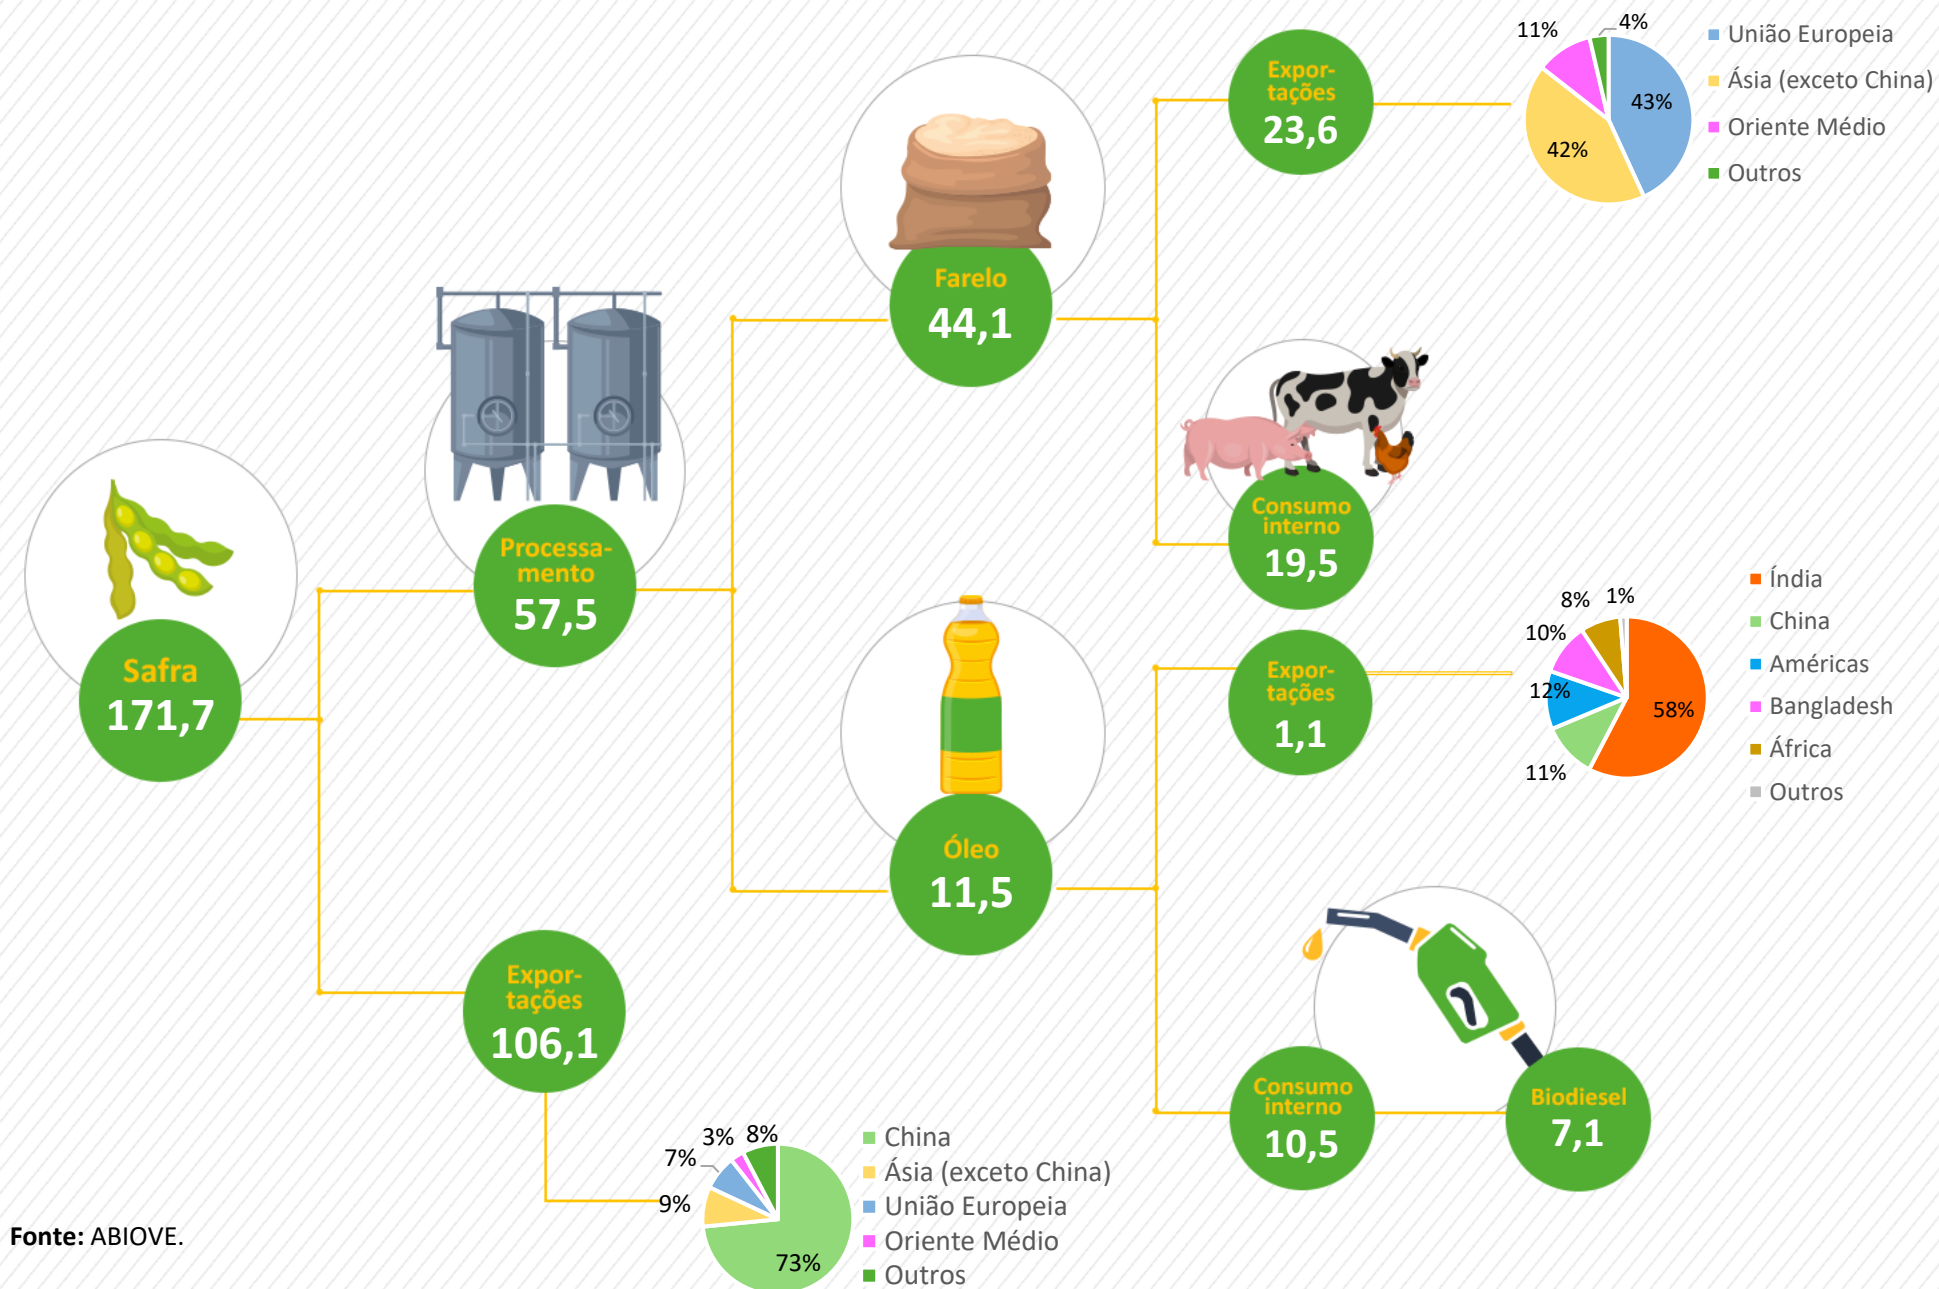 Safra
171,7
Processa-
mento
57,5
Expor-
tações
106,1
73%
9%
7%
3%
8%
China
Ásia (exceto China)
União Europeia
Oriente Médio
Outros
Farelo
44,1
Expor-
tações
23,6
43%
42%
11%
4%
União Europeia
Ásia (exceto China)
Oriente Médio
Outros
Consumo
interno
19,5
Óleo
11,5
Expor-
tações
1,1
58%
11%
12%
10%
8%
1%
Índia
China
Américas
Bangladesh
África
Outros
Consumo
interno
10,5
Biodiesel
7,1
Fonte: ABIOVE.